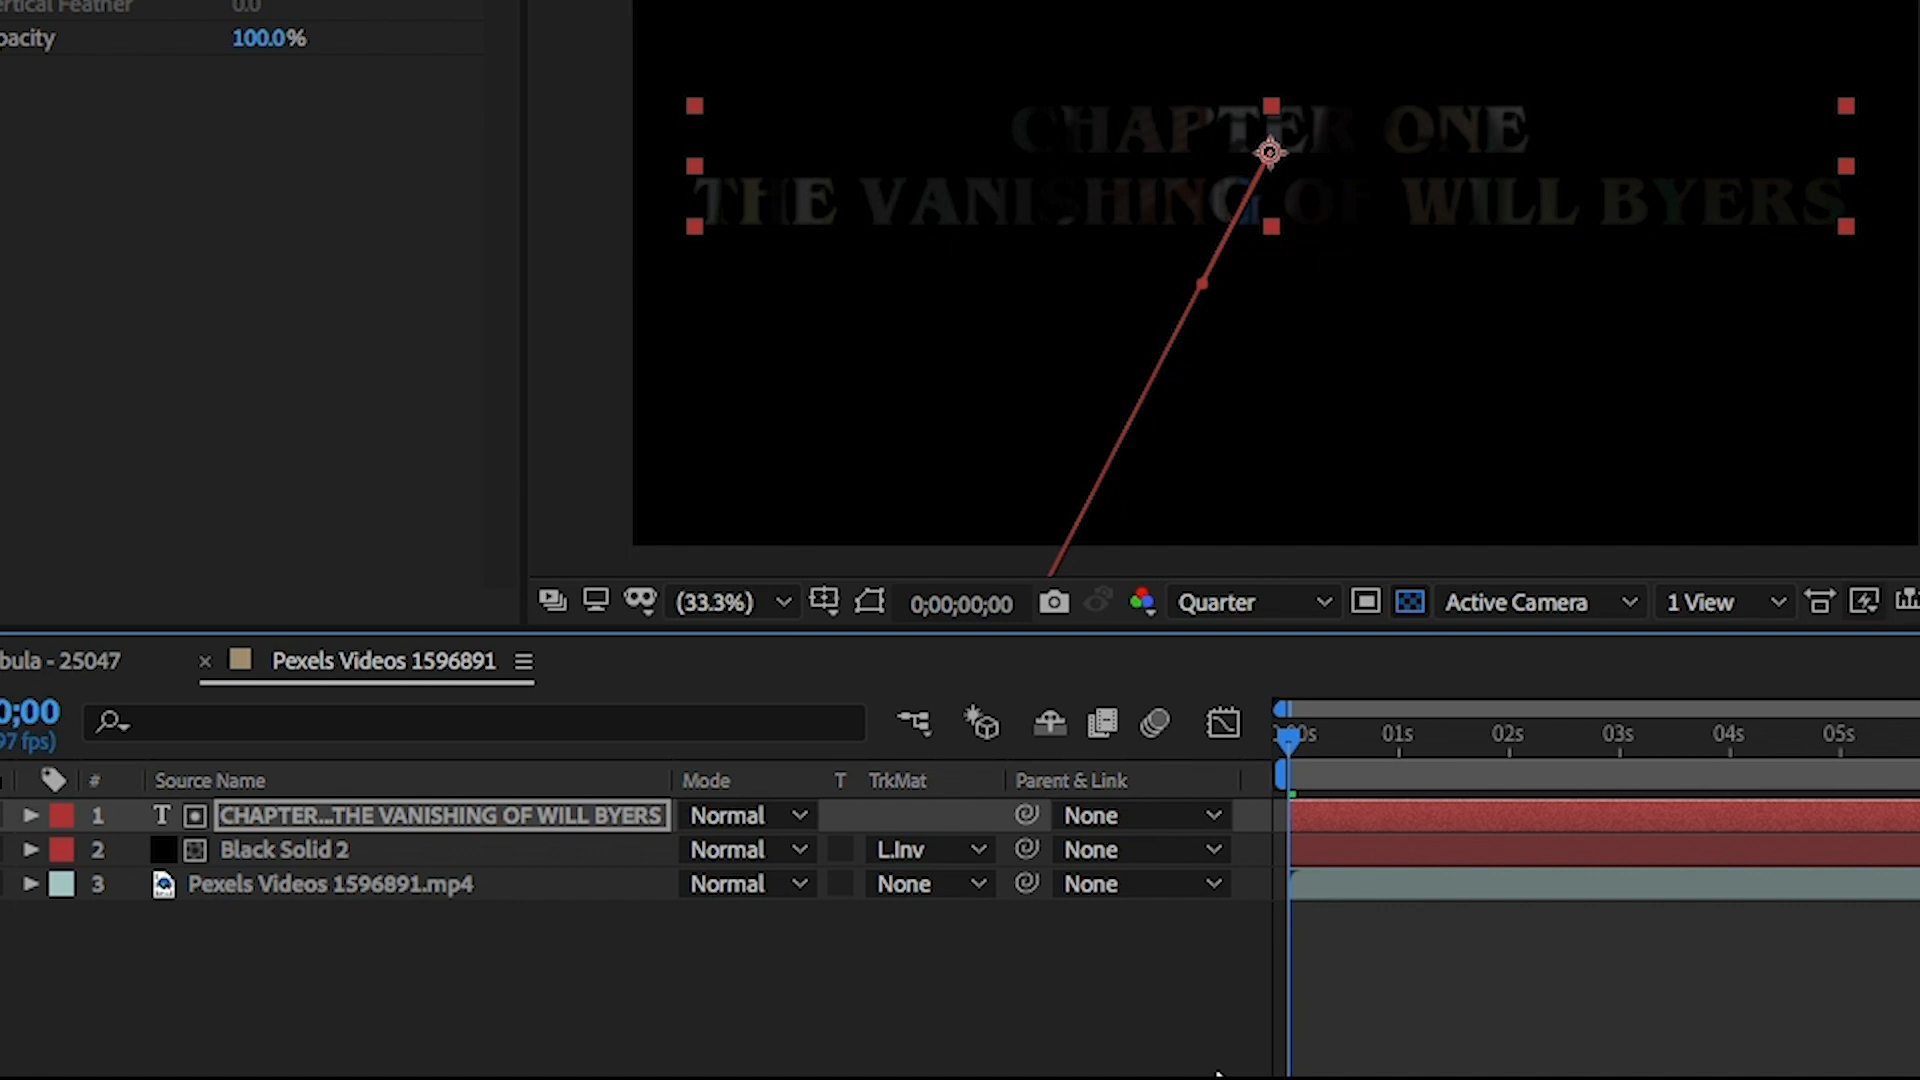 0.0
pacity 100.0%
CHAPTER ONE
THE VANISHING OF WILL BYERS
(33.3%) 0;00;00;00 Quarter Active Camera 1 View
bula - 25047 × Pexels Videos 1596891
0;00
97 fps)
00s 01s 02s 03s 04s 05s
# Source Name Mode T TrkMat Parent & Link
1 T CHAPTER...THE VANISHING OF WILL BYERS Normal None
2 Black Solid 2 Normal L.Inv None
3 Pexels Videos 1596891.mp4 Normal None None